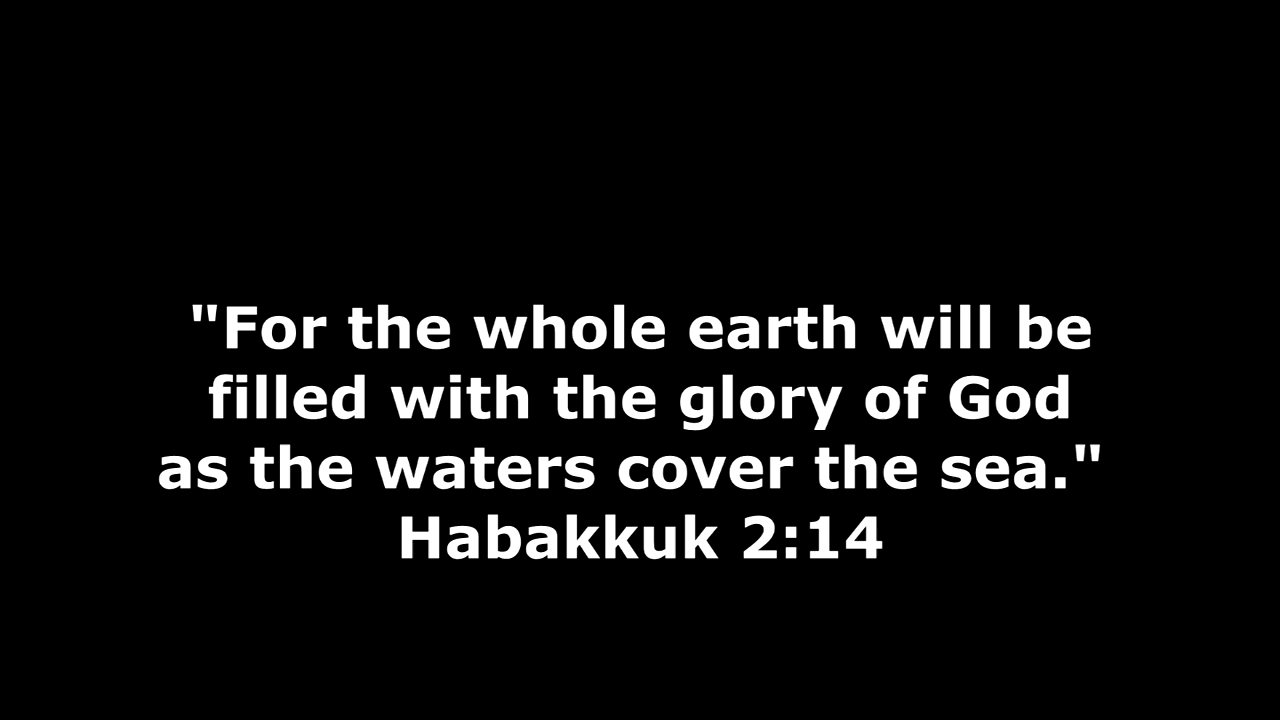 "For the whole earth will be
filled with the glory of God
as the waters cover the sea."
Habakkuk 2:14